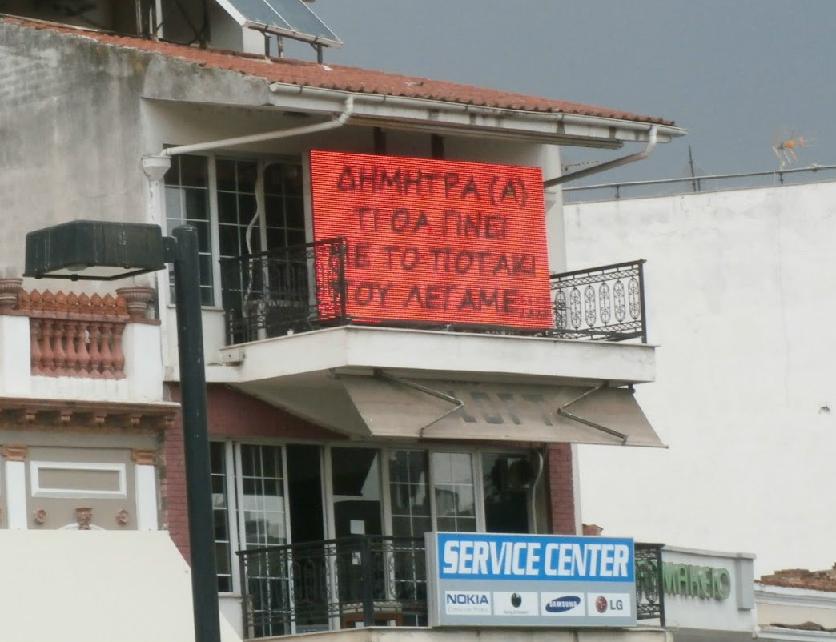 ΔΗΜΗΤΡΑ(Α)
ΤΙ ΘΑ ΓΙΝΕΙ
ΜΕ ΤΟ ΠΟΤΑΚΙ
ΠΟΥ ΛΕΓΑΜΕ....
SERVICE CENTER
NOKIA
SAMSUNG
LG